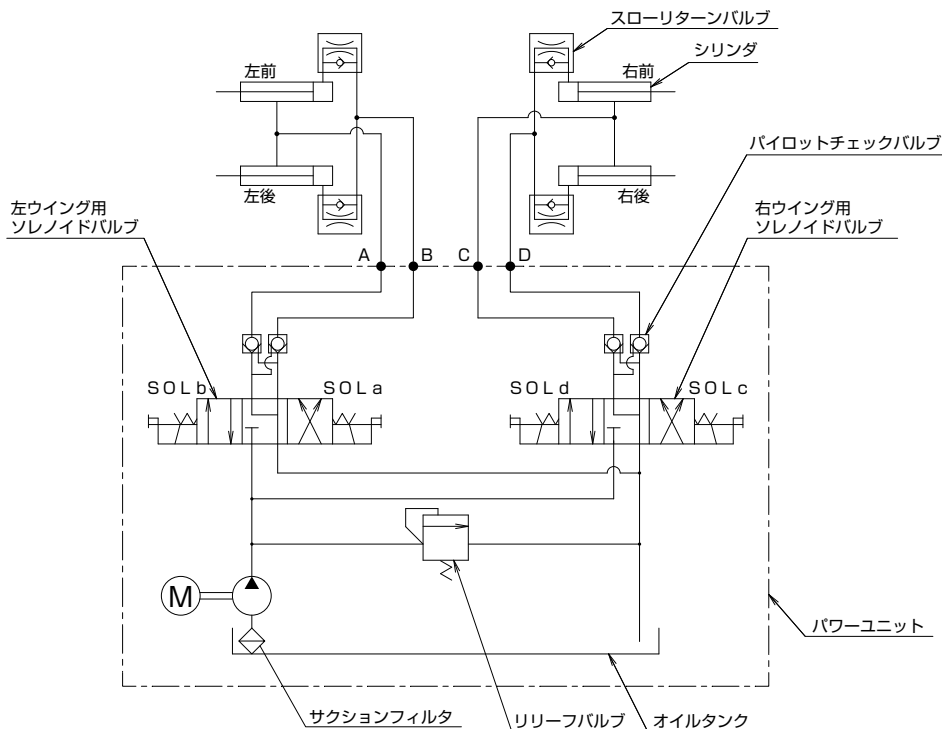 スローリターンバルブ
シリンダ
左前
右前
パイロットチェックバルブ
左後
右後
左ウイング用
ソレノイドバルブ
右ウイング用
ソレノイドバルブ
A
B
C
D
SOLb
SOLa
SOLd
SOLc
M
パワーユニット
サクションフィルタ
リリーフバルブ
オイルタンク